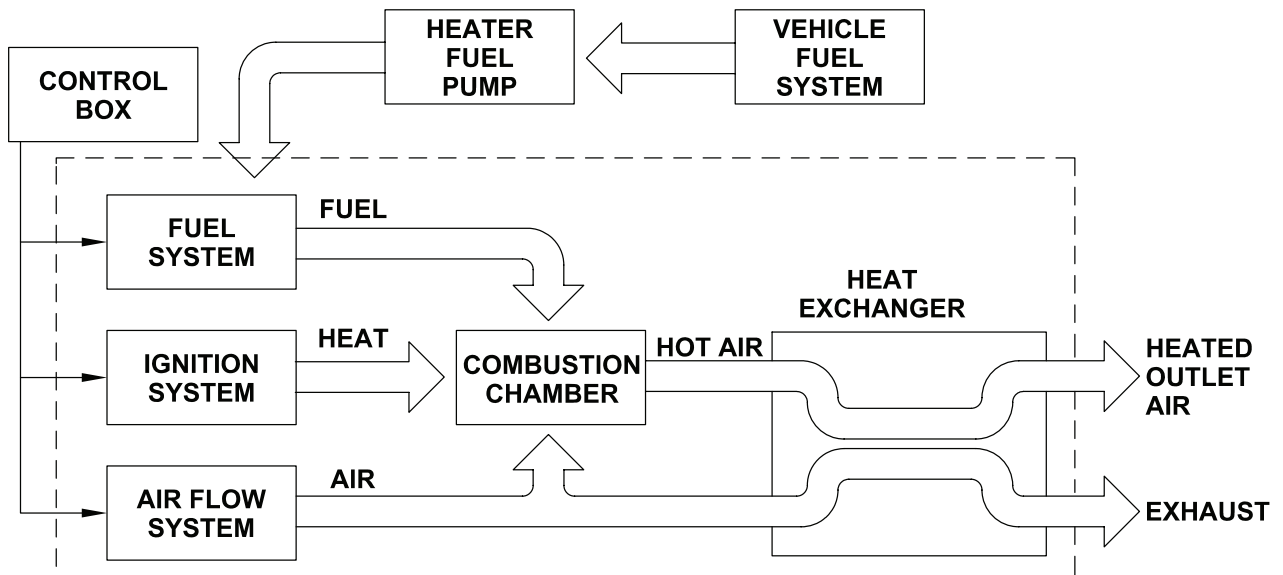 HEATER
FUEL
PUMP
VEHICLE
FUEL
SYSTEM
CONTROL
BOX
FUEL
SYSTEM
FUEL
HEAT
EXCHANGER
IGNITION
SYSTEM
HEAT
COMBUSTION
CHAMBER
HOT AIR
HEATED
OUTLET
AIR
AIR FLOW
SYSTEM
AIR
EXHAUST